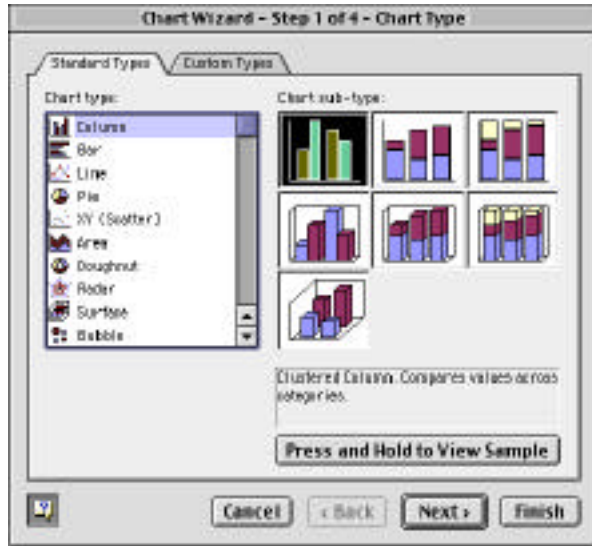 Chart Wizard - Step 1 of 4 - Chart Type
Standard Types
Custom Types
Chart type:
Chart sub-type:
Column
Bar
Line
Pie
XY (Scatter)
Area
Doughnut
Radar
Surface
Bubble
Clustered Column. Compares values across
categories.
Press and Hold to View Sample
?
Cancel
< Back
Next >
Finish